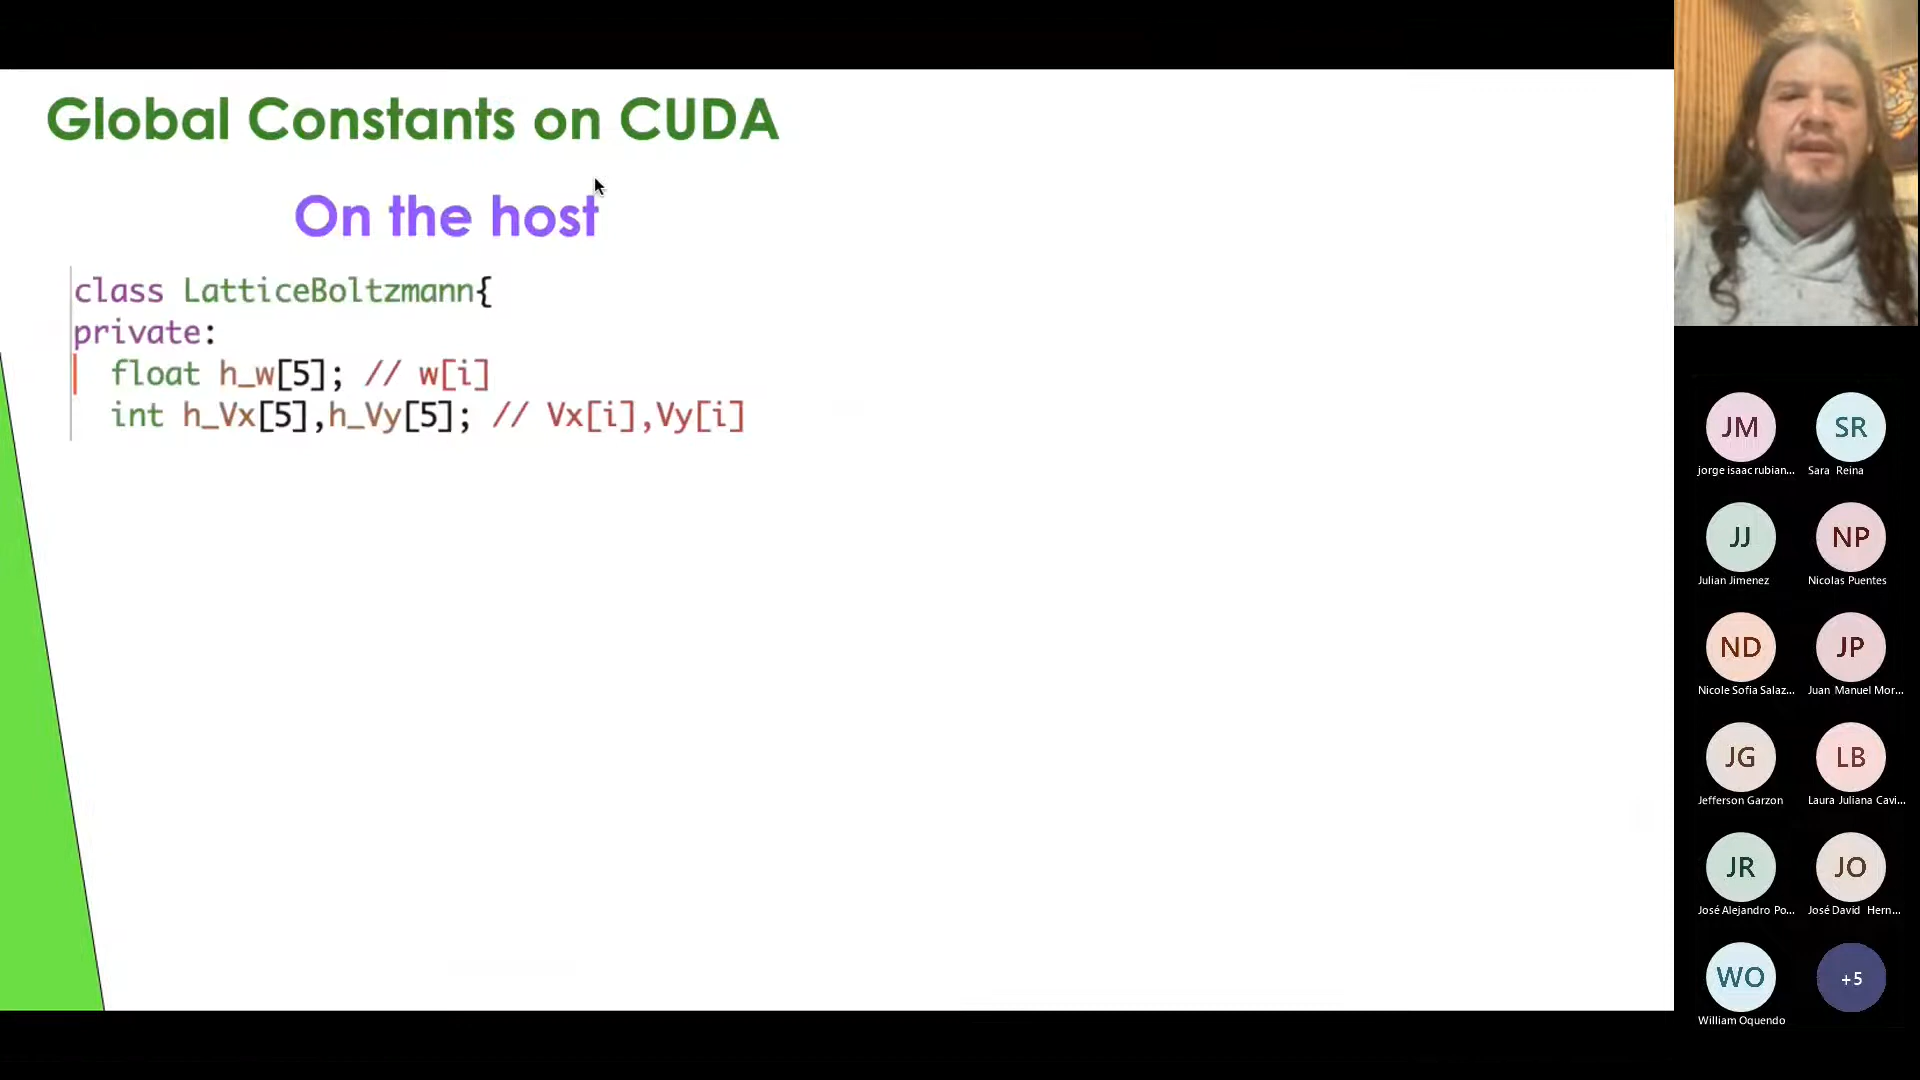 Global Constants on CUDA
On the host
class LatticeBoltzmann{
private:
float h_w[5]; // w[i]
int h_Vx[5],h_Vy[5]; // Vx[i],Vy[i]
JM
SR
jorge isaac rubian...
Sara Reina
JJ
NP
Julian Jimenez
Nicolas Puentes
ND
JP
Nicole Sofia Salaz...
Juan Manuel Mor...
JG
LB
Jefferson Garzon
Laura Juliana Cavi...
JR
JO
José Alejandro Po...
José David Hern...
WO
+5
William Oquendo